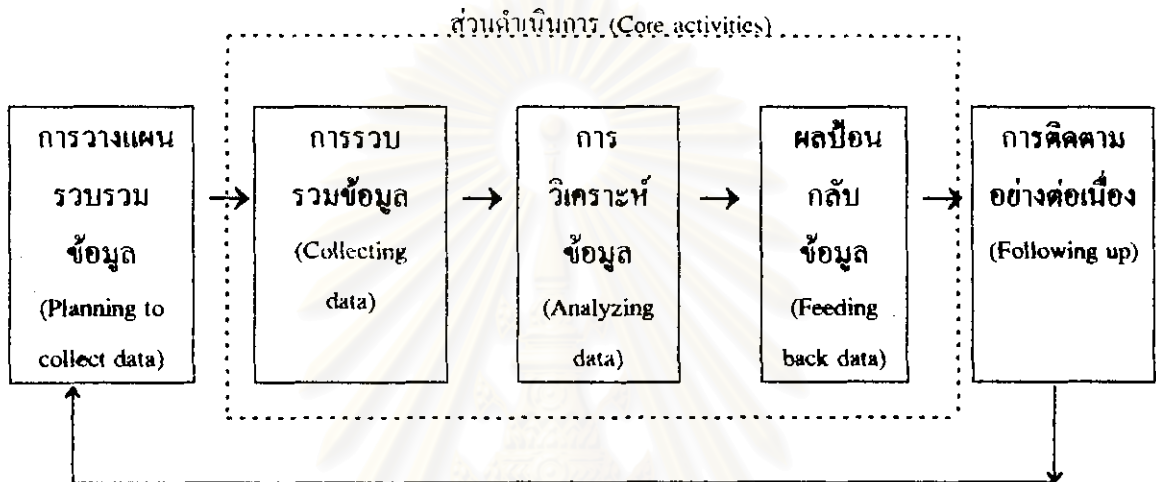 ส่วนดำเนินการ (Core activities)
การวางแผน
รวบรวม
ข้อมูล
(Planning to
collect data)
การรวบ
รวมข้อมูล
(Collecting
data)
การ
วิเคราะห์
ข้อมูล
(Analyzing
data)
ผลป้อน
กลับ
ข้อมูล
(Feeding
back data)
การติดตาม
อย่างต่อเนื่อง
(Following up)